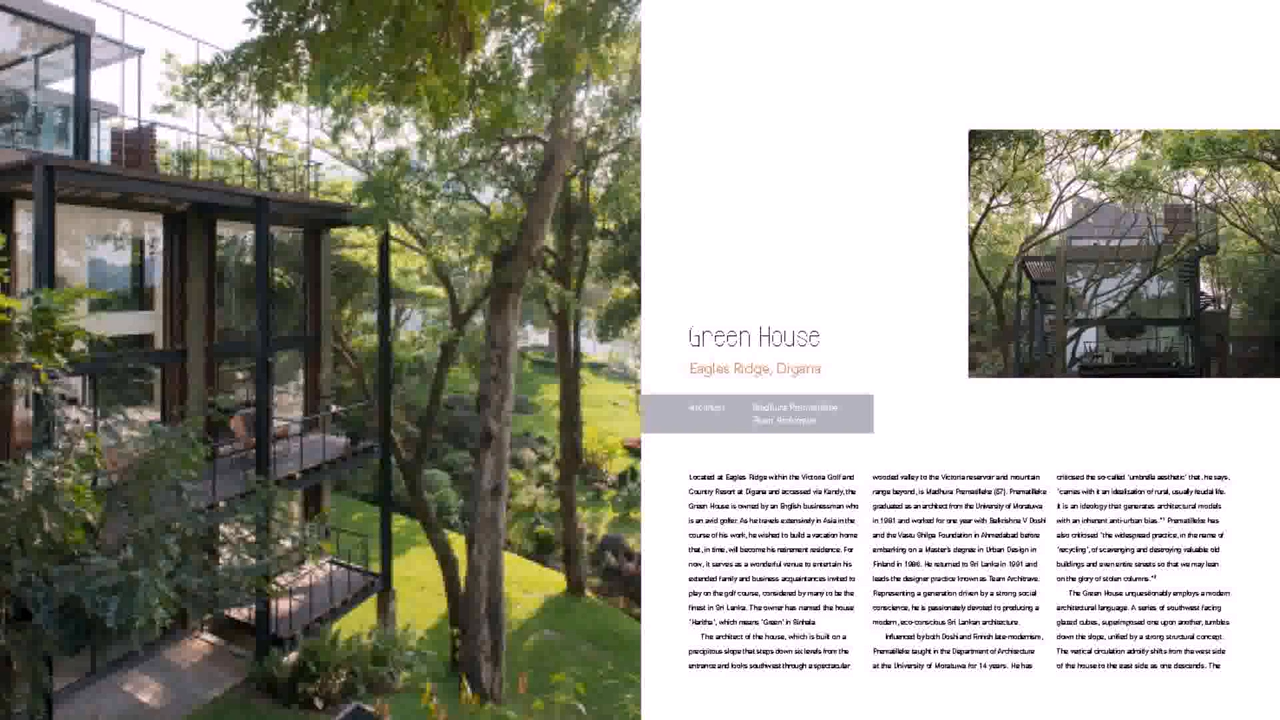 Green House
Eagles Ridge, Digana
Architect
Madhura Prematilleke
Team Architrave
Located at Eagles Ridge within the Victoria Golf and
Country Resort at Digana and accessed via Kandy, the
Green House is owned by an English businessman who
is an avid golfer. As he travels extensively in Asia in the
course of his work, he wished to build a vacation home
that, in time, will become his retirement residence. For
now, it serves as a wonderful venue to entertain his
extended family and business acquaintances invited to
play on the golf course, considered by many to be the
finest in Sri Lanka. The owner has named the house
'Haritha', which means 'Green' in Sinhala.
The architect of the house, which is built on a
precipitous slope that steps down six levels from the
entrance and looks southwest through a spectacular
wooded valley to the Victoria reservoir and mountain
range beyond, is Madhura Prematilleke (57). Prematilleke
graduated as an architect from the University of Moratuwa
in 1981 and worked for one year with Balkrishna V Doshi
and the Vastu Shilpa Foundation in Ahmedabad before
embarking on a Master's degree in Urban Design in
Finland in 1986. He returned to Sri Lanka in 1991 and
leads the designer practice known as Team Architrave.
Representing a generation driven by a strong social
conscience, he is passionately devoted to producing a
modern, eco-conscious Sri Lankan architecture.
Influenced by both Doshi and Finnish late-modernism,
Prematilleke taught in the Department of Architecture
at the University of Moratuwa for 14 years. He has
criticised the so-called 'umbrella aesthetic' that, he says,
"carries with it an idealisation of rural, usually feudal life.
It is an ideology that generates architectural models
with an inherent anti-urban bias." Prematilleke has
also criticised "the widespread practice, in the name of
'recycling', of scavenging and destroying valuable old
buildings and even entire streets so that we may lean
on the glory of stolen columns."
The Green House unquestionably employs a modern
architectural language. A series of southwest facing
glazed cubes, superimposed one upon another, tumbles
down the slope, unified by a strong structural concept.
The vertical circulation adroitly shifts from the west side
of the house to the east side as one descends. The